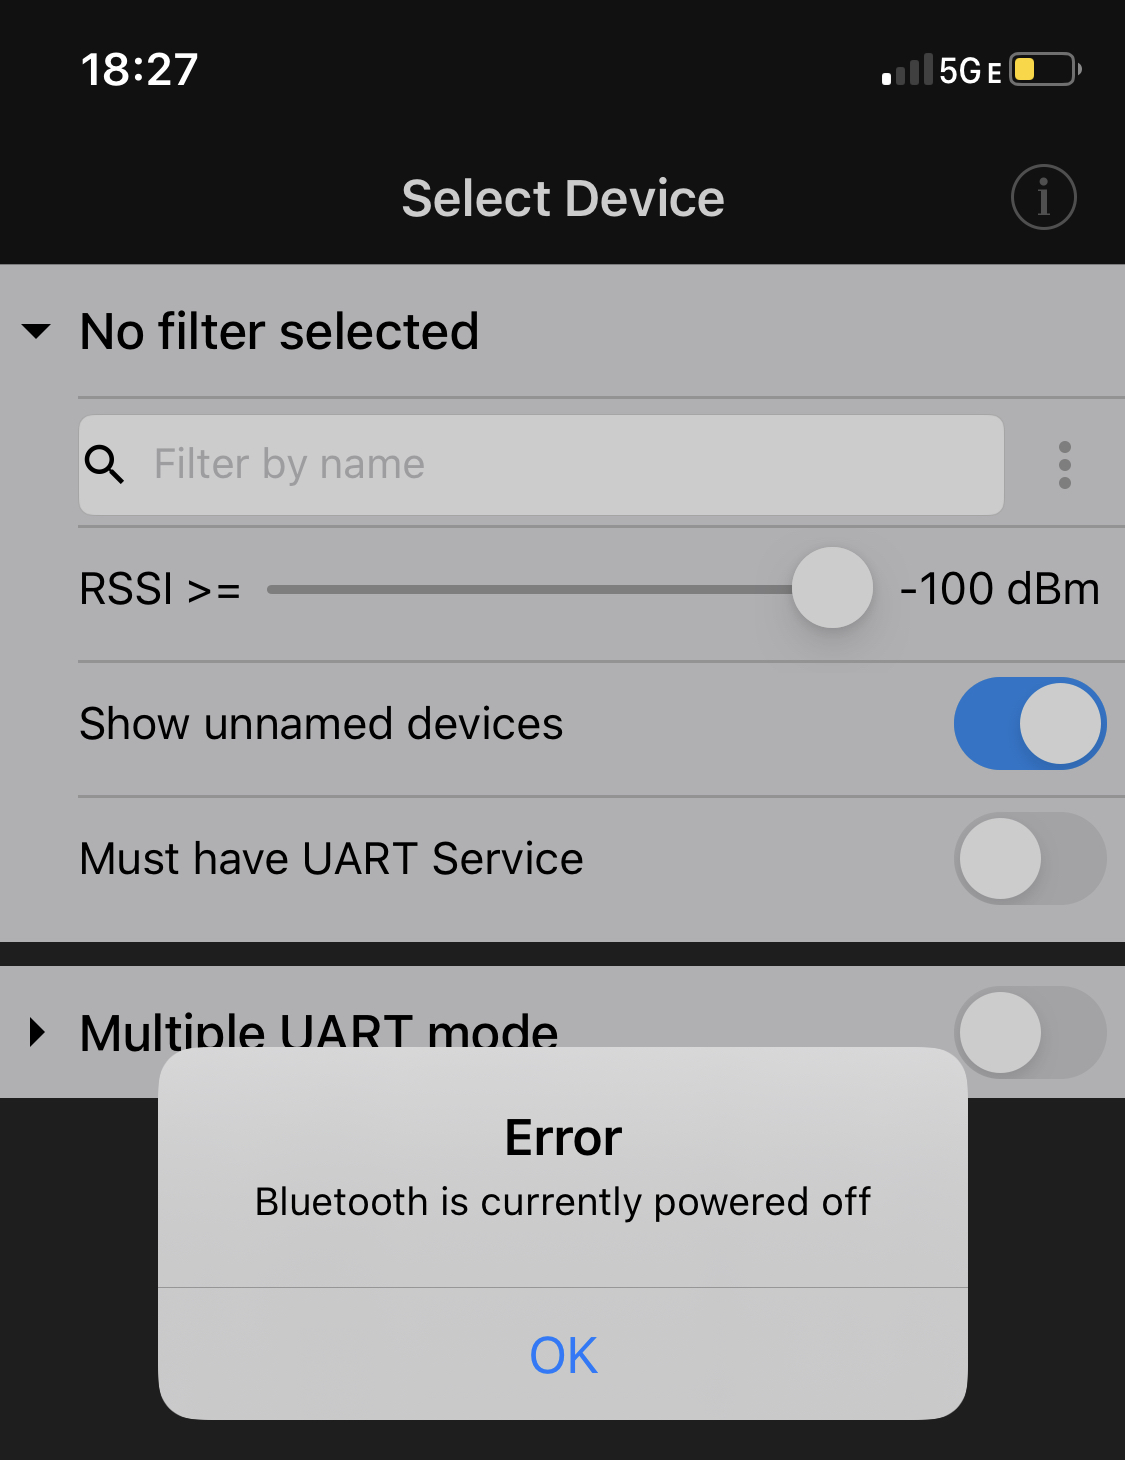 18:27 5G E
Select Device
No filter selected
Filter by name
RSSI >= -100 dBm
Show unnamed devices
Must have UART Service
Multiple UART mode
Error
Bluetooth is currently powered off
OK